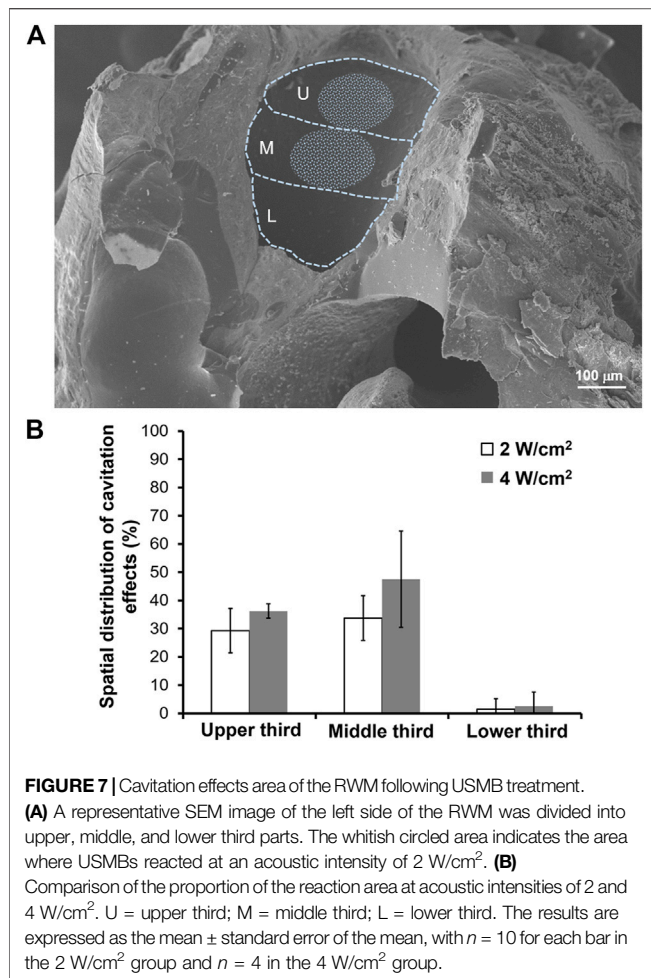 A
U
M
L
100 µm
B
Spatial distribution of cavitation
effects (%)
100
90
80
70
60
50
40
30
20
10
0
2 W/cm²
4 W/cm²
Upper third
Middle third
Lower third
FIGURE 7 | Cavitation effects area of the RWM following USMB treatment.
(A) A representative SEM image of the left side of the RWM was divided into
upper, middle, and lower third parts. The whitish circled area indicates the area
where USMBs reacted at an acoustic intensity of 2 W/cm². (B)
Comparison of the proportion of the reaction area at acoustic intensities of 2 and
4 W/cm². U = upper third; M = middle third; L = lower third. The results are
expressed as the mean ± standard error of the mean, with n = 10 for each bar in
the 2 W/cm² group and n = 4 in the 4 W/cm² group.